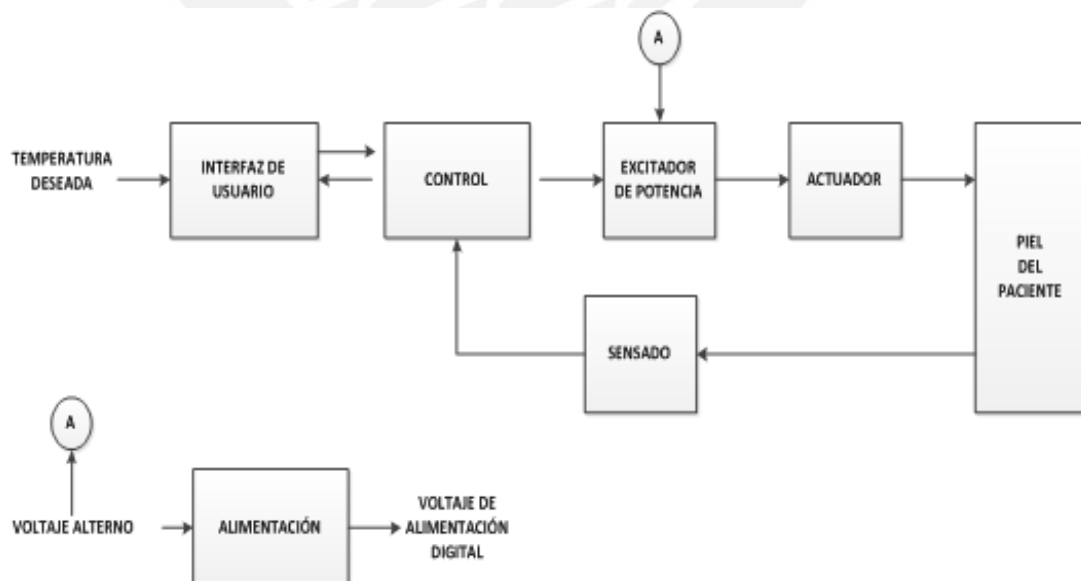 A
TEMPERATURA
DESEADA
INTERFAZ DE
USUARIO
CONTROL
EXCITADOR
DE POTENCIA
ACTUADOR
PIEL
DEL
PACIENTE
SENSADO
A
VOLTAJE ALTERNO
ALIMENTACIÓN
VOLTAJE DE
ALIMENTACIÓN
DIGITAL